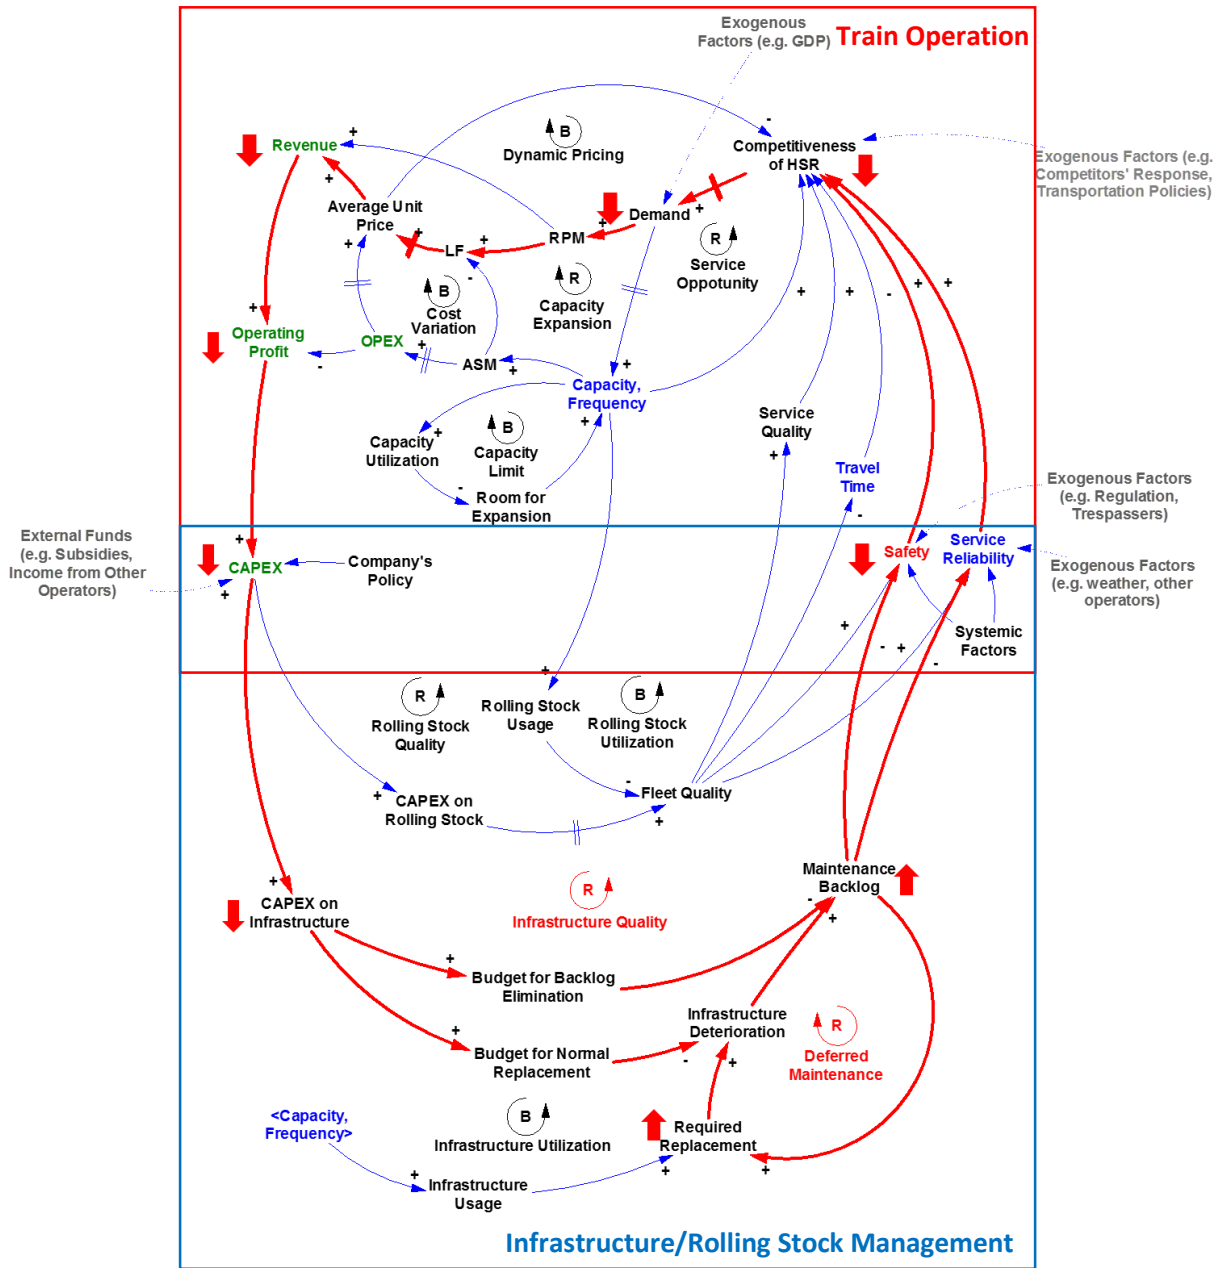 Exogenous
Factors (e.g. GDP)
Train Operation
Revenue
B
Dynamic Pricing
Competitiveness
of HSR
Exogenous Factors (e.g.
Competitors' Response,
Transportation Policies)
Average Unit
Price
Demand
RPM
LF
R
Service
Oppotunity
B
Cost
Variation
R
Capacity
Expansion
Operating
Profit
OPEX
ASM
Capacity,
Frequency
Service
Quality
Capacity
Utilization
B
Capacity
Limit
Room for
Expansion
Travel
Time
Exogenous Factors
(e.g. Regulation,
Trespassers)
External Funds
(e.g. Subsidies,
Income from Other
Operators)
CAPEX
Company's
Policy
Safety
Service
Reliability
Exogenous Factors
(e.g. weather, other
operators)
Systemic
Factors
R
Rolling Stock
Quality
Rolling Stock
Usage
B
Rolling Stock
Utilization
CAPEX on
Rolling Stock
Fleet Quality
Maintenance
Backlog
R
Infrastructure Quality
CAPEX on
Infrastructure
Budget for Backlog
Elimination
Infrastructure
Deterioration
R
Deferred
Maintenance
Budget for Normal
Replacement
<Capacity,
Frequency>
B
Infrastructure Utilization
Required
Replacement
Infrastructure
Usage
Infrastructure/Rolling Stock Management